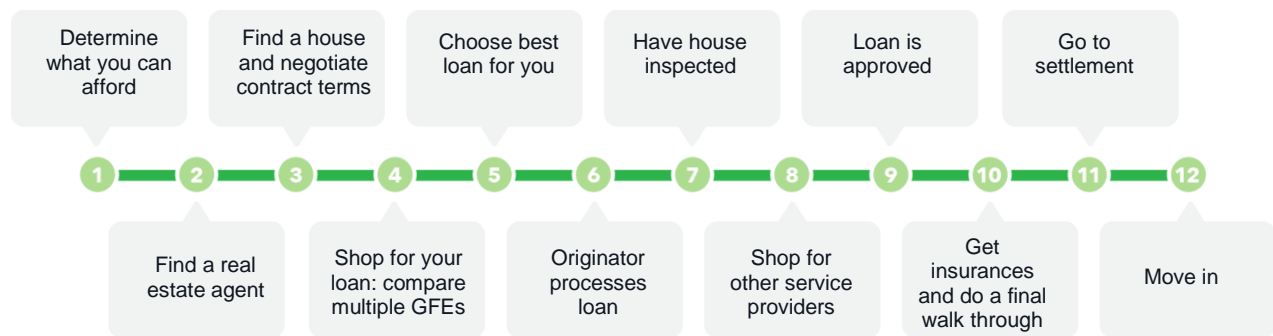 Determine
what you can
afford
Find a house
and negotiate
contract terms
Choose best
loan for you
Have house
inspected
Loan is
approved
Go to
settlement
1
2
3
4
5
6
7
8
9
10
11
12
Find a real
estate agent
Shop for your
loan: compare
multiple GFEs
Originator
processes
loan
Shop for
other service
providers
Get
insurances
and do a final
walk through
Move in